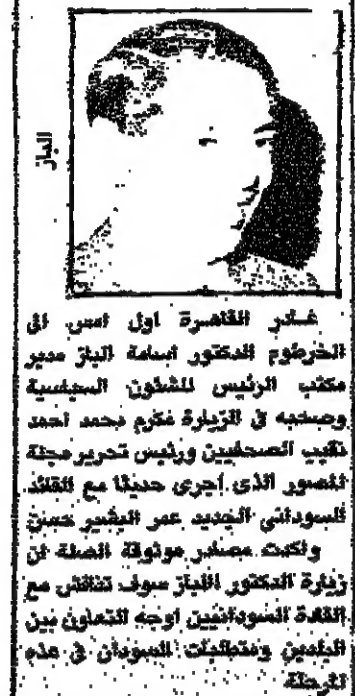 الباز
غادر القاهرة اول امس الى
الخرطوم الدكتور اسامة الباز مدير
مكتب الرئيس للشئون السياسية
وصحبه في الزيارة مكرم محمد احمد
نقيب الصحفيين ورئيس تحرير مجلة
المصور الذى اجرى حديثا مع القائد
السودانى الجديد عمر البشير حسن
واكدت مصادر موثوقة الصلة ان
زيارة الدكتور الباز سوف تناقش مع
القادة السودانيين اوجه التعاون بين
البلدين ومتطلبات السودان في هذه
المرحلة.